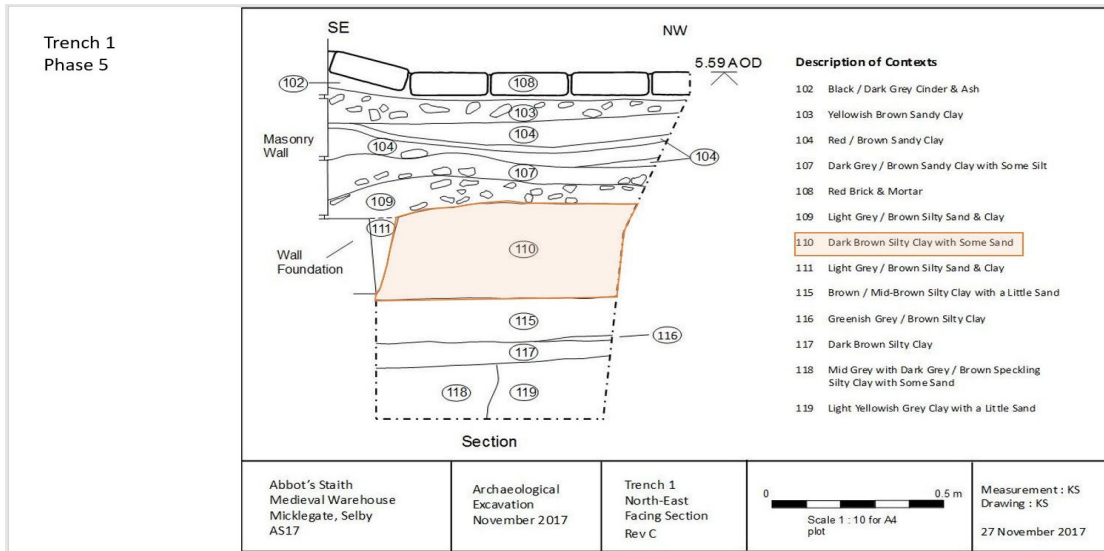 Trench 1
Phase 5
SE
NW
5.59 AOD
102
108
103
104
Masonry
Wall
104
104
107
109
111
110
Wall
Foundation
115
116
117
118
119
Section
Description of Contexts
102 Black / Dark Grey Cinder & Ash
103 Yellowish Brown Sandy Clay
104 Red / Brown Sandy Clay
107 Dark Grey / Brown Sandy Clay with Some Silt
108 Red Brick & Mortar
109 Light Grey / Brown Silty Sand & Clay
110 Dark Brown Silty Clay with Some Sand
111 Light Grey / Brown Silty Sand & Clay
115 Brown / Mid-Brown Silty Clay with a Little Sand
116 Greenish Grey / Brown Silty Clay
117 Dark Brown Silty Clay
118 Mid Grey with Dark Grey / Brown Speckling
Silty Clay with Some Sand
119 Light Yellowish Grey Clay with a Little Sand
Abbot's Staith
Medieval Warehouse
Micklegate, Selby
AS17
Archaeological
Excavation
November 2017
Trench 1
North-East
Facing Section
Rev C
0 0.5 m
Scale 1 : 10 for A4
plot
Measurement : KS
Drawing : KS
27 November 2017